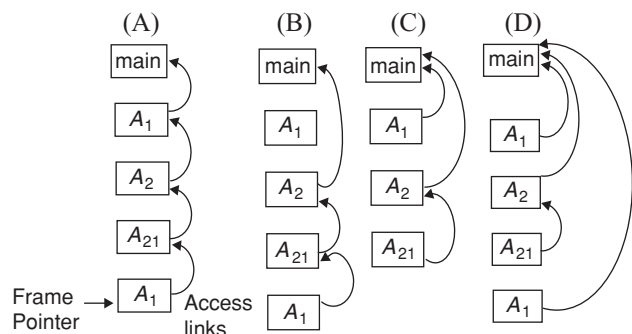 (A) (B) (C) (D)
main main main main
A₁ A₁ A₁ A₁
A₂ A₂ A₂ A₂
A₂₁ A₂₁ A₂₁ A₂₁
Frame Pointer A₁ Access links A₁ A₁